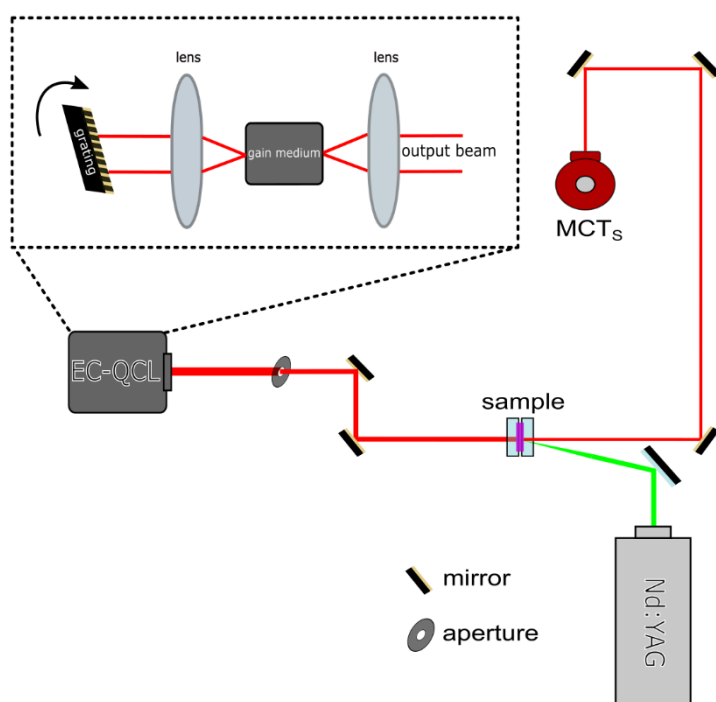 lens
lens
grating
gain medium
output beam
MCTS
EC-QCL
sample
mirror
aperture
Nd:YAG